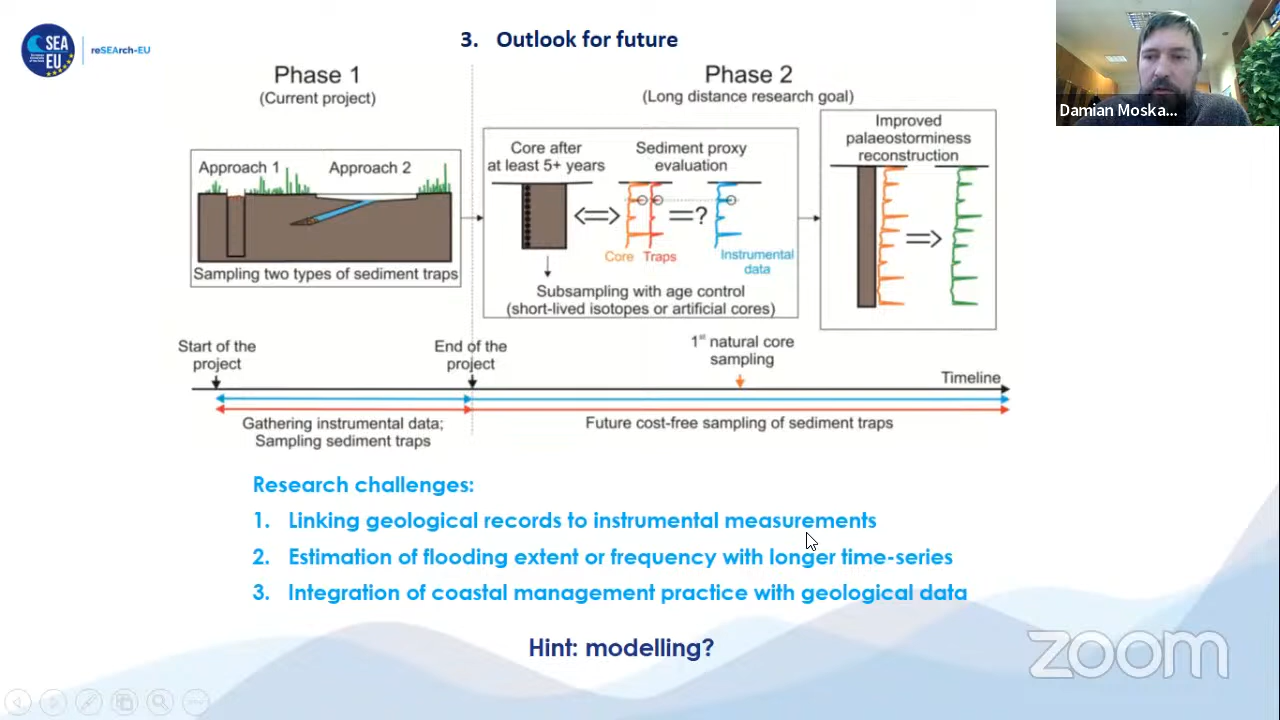 SEA
EU
reSEArch-EU
3. Outlook for future
Damian Moska...
Phase 1
(Current project)
Phase 2
(Long distance research goal)
Approach 1
Approach 2
Sampling two types of sediment traps
Core after
at least 5+ years
Sediment proxy
evaluation
=?
Core
Traps
Instrumental
data
Subsampling with age control
(short-lived isotopes or artificial cores)
Improved
palaeostorminess
reconstruction
Start of the
project
End of the
project
1st natural core
sampling
Timeline
Gathering instrumental data;
Sampling sediment traps
Future cost-free sampling of sediment traps
Research challenges:
1. Linking geological records to instrumental measurements
2. Estimation of flooding extent or frequency with longer time-series
3. Integration of coastal management practice with geological data
Hint: modelling?
zoom